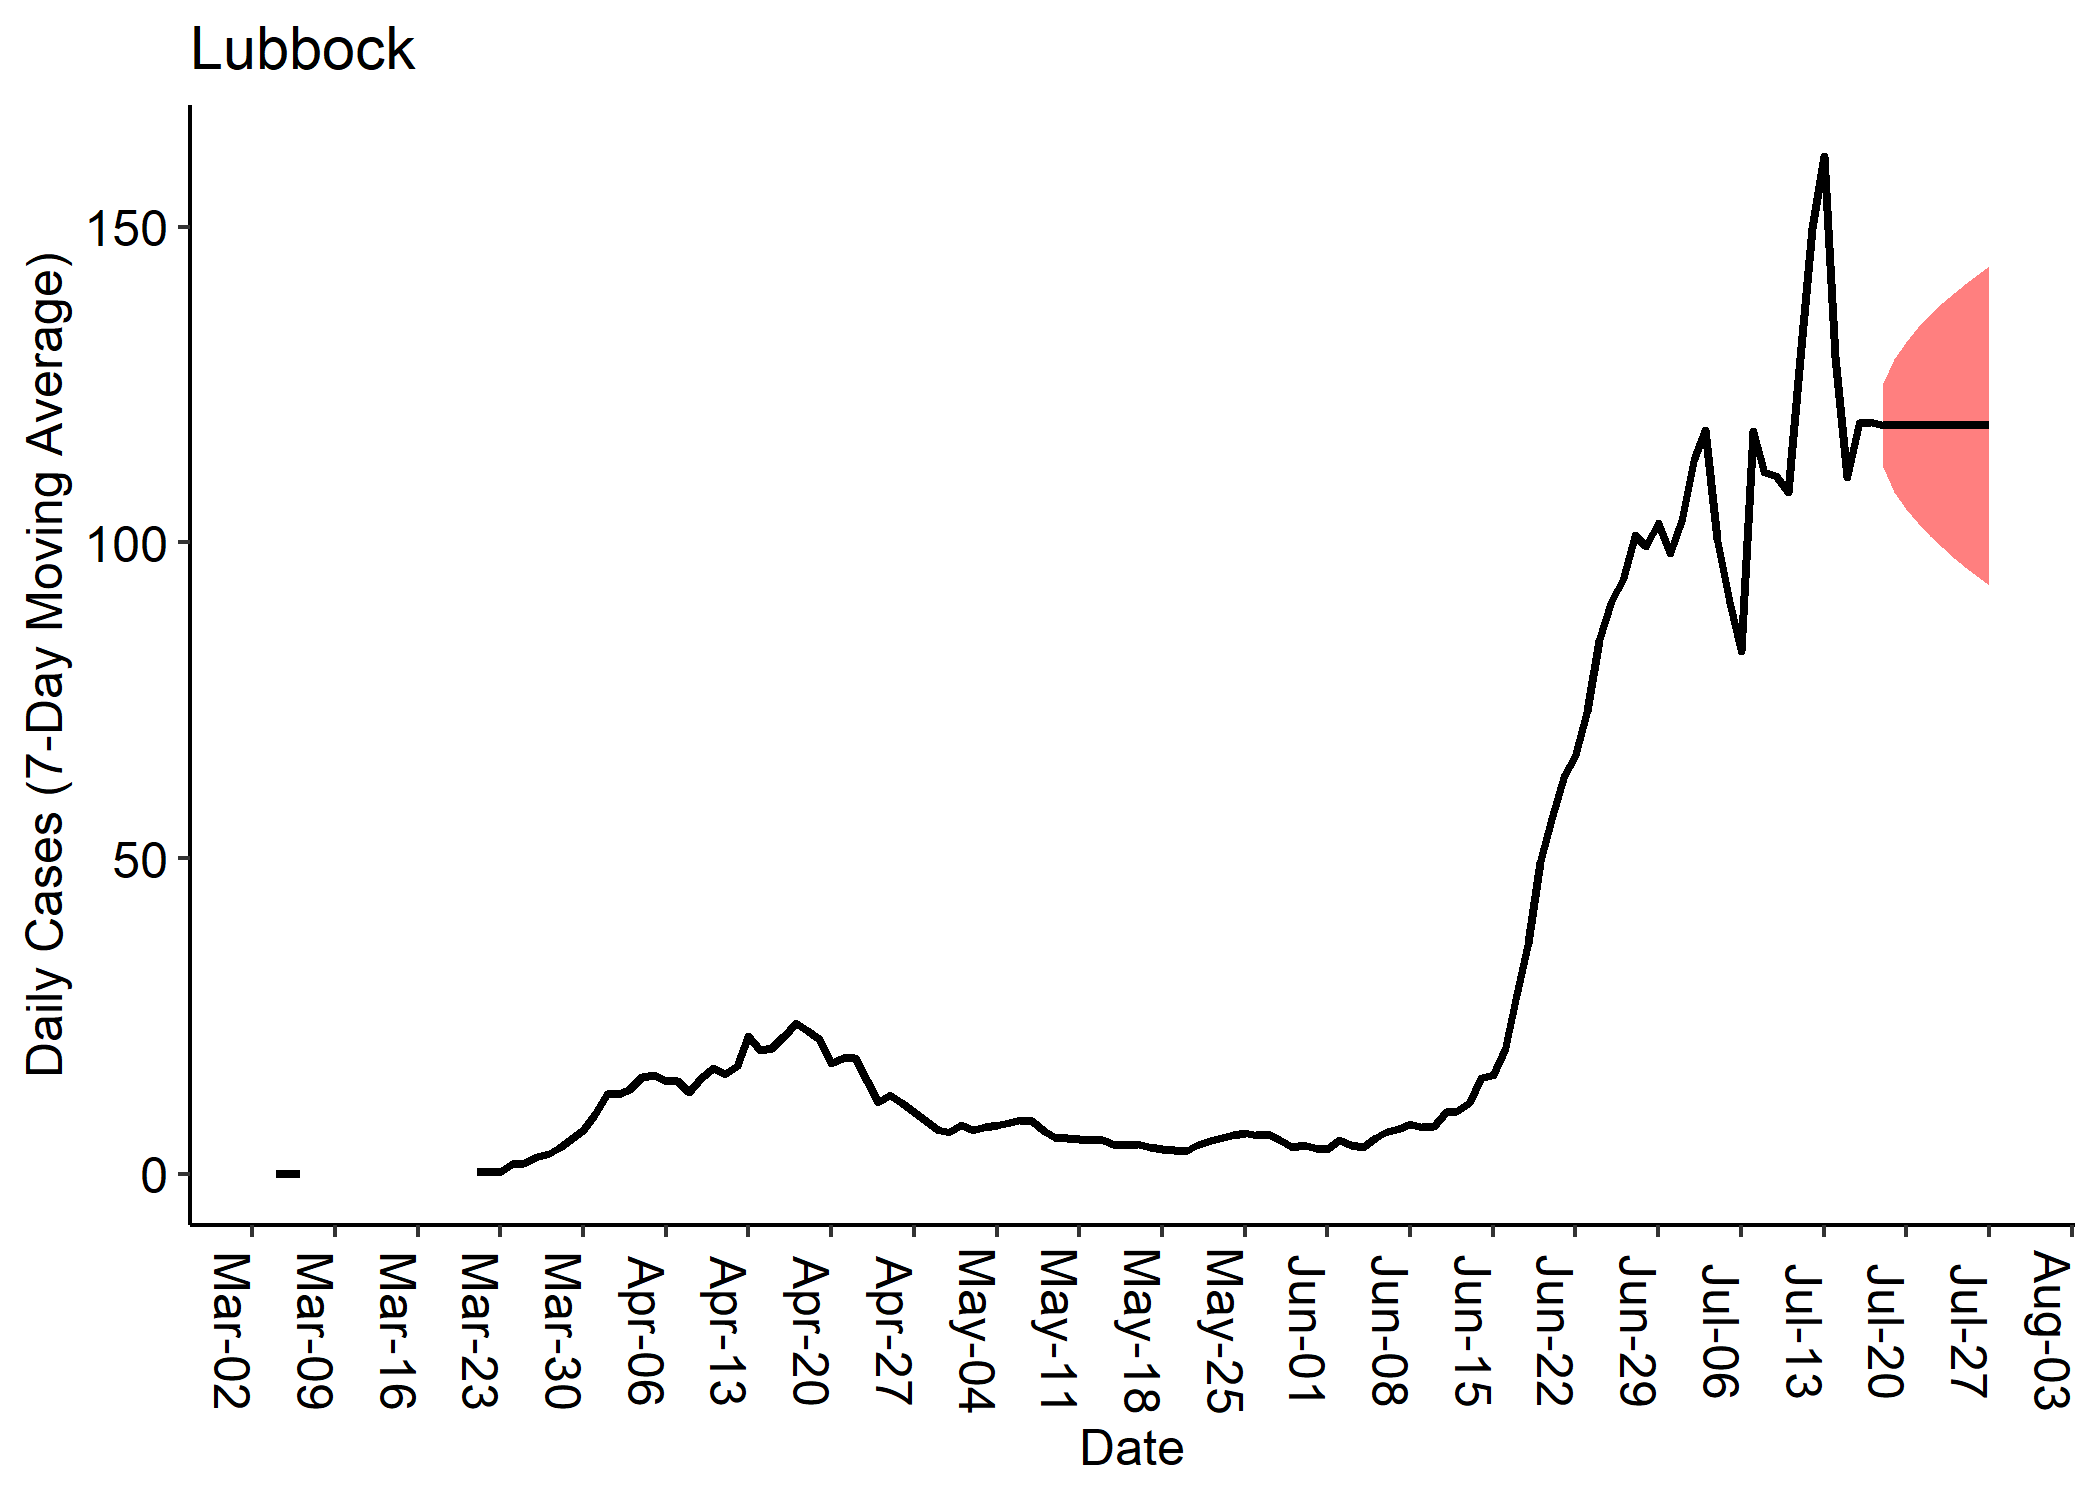 Lubbock
Daily Cases (7-Day Moving Average)
150
100
50
0
Mar-02
Mar-09
Mar-16
Mar-23
Mar-30
Apr-06
Apr-13
Apr-20
Apr-27
May-04
May-11
May-18
May-25
Jun-01
Jun-08
Jun-15
Jun-22
Jun-29
Jul-06
Jul-13
Jul-20
Jul-27
Aug-03
Date